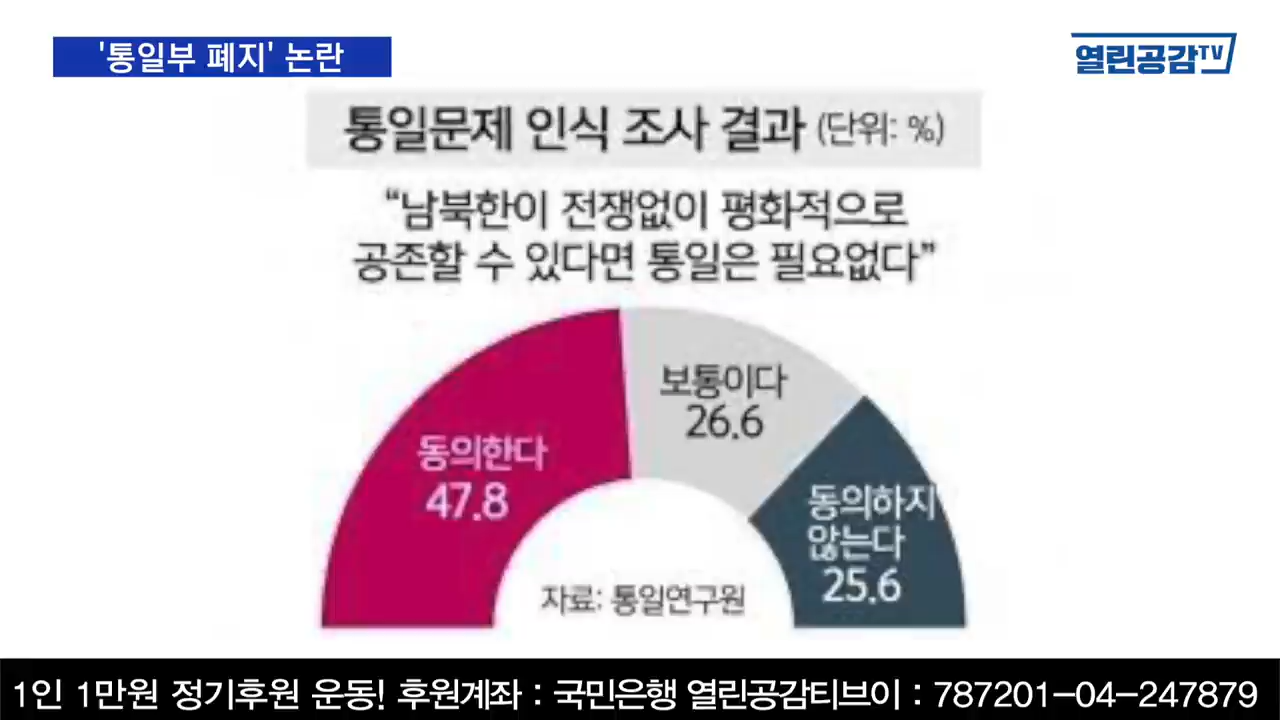 '통일부 폐지' 논란
열린공감TV
통일문제 인식 조사 결과 (단위: %)
“남북한이 전쟁없이 평화적으로
공존할 수 있다면 통일은 필요없다”
보통이다
26.6
동의한다
47.8
동의하지
않는다
25.6
자료: 통일연구원
1인 1만원 정기후원 운동! 후원계좌 : 국민은행 열린공감티브이 : 787201-04-247879